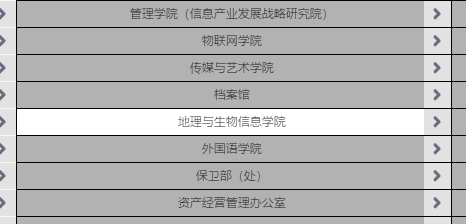 管理学院（信息产业发展战略研究院）
物联网学院
传媒与艺术学院
档案馆
地理与生物信息学院
外国语学院
保卫部（处）
资产经营管理办公室